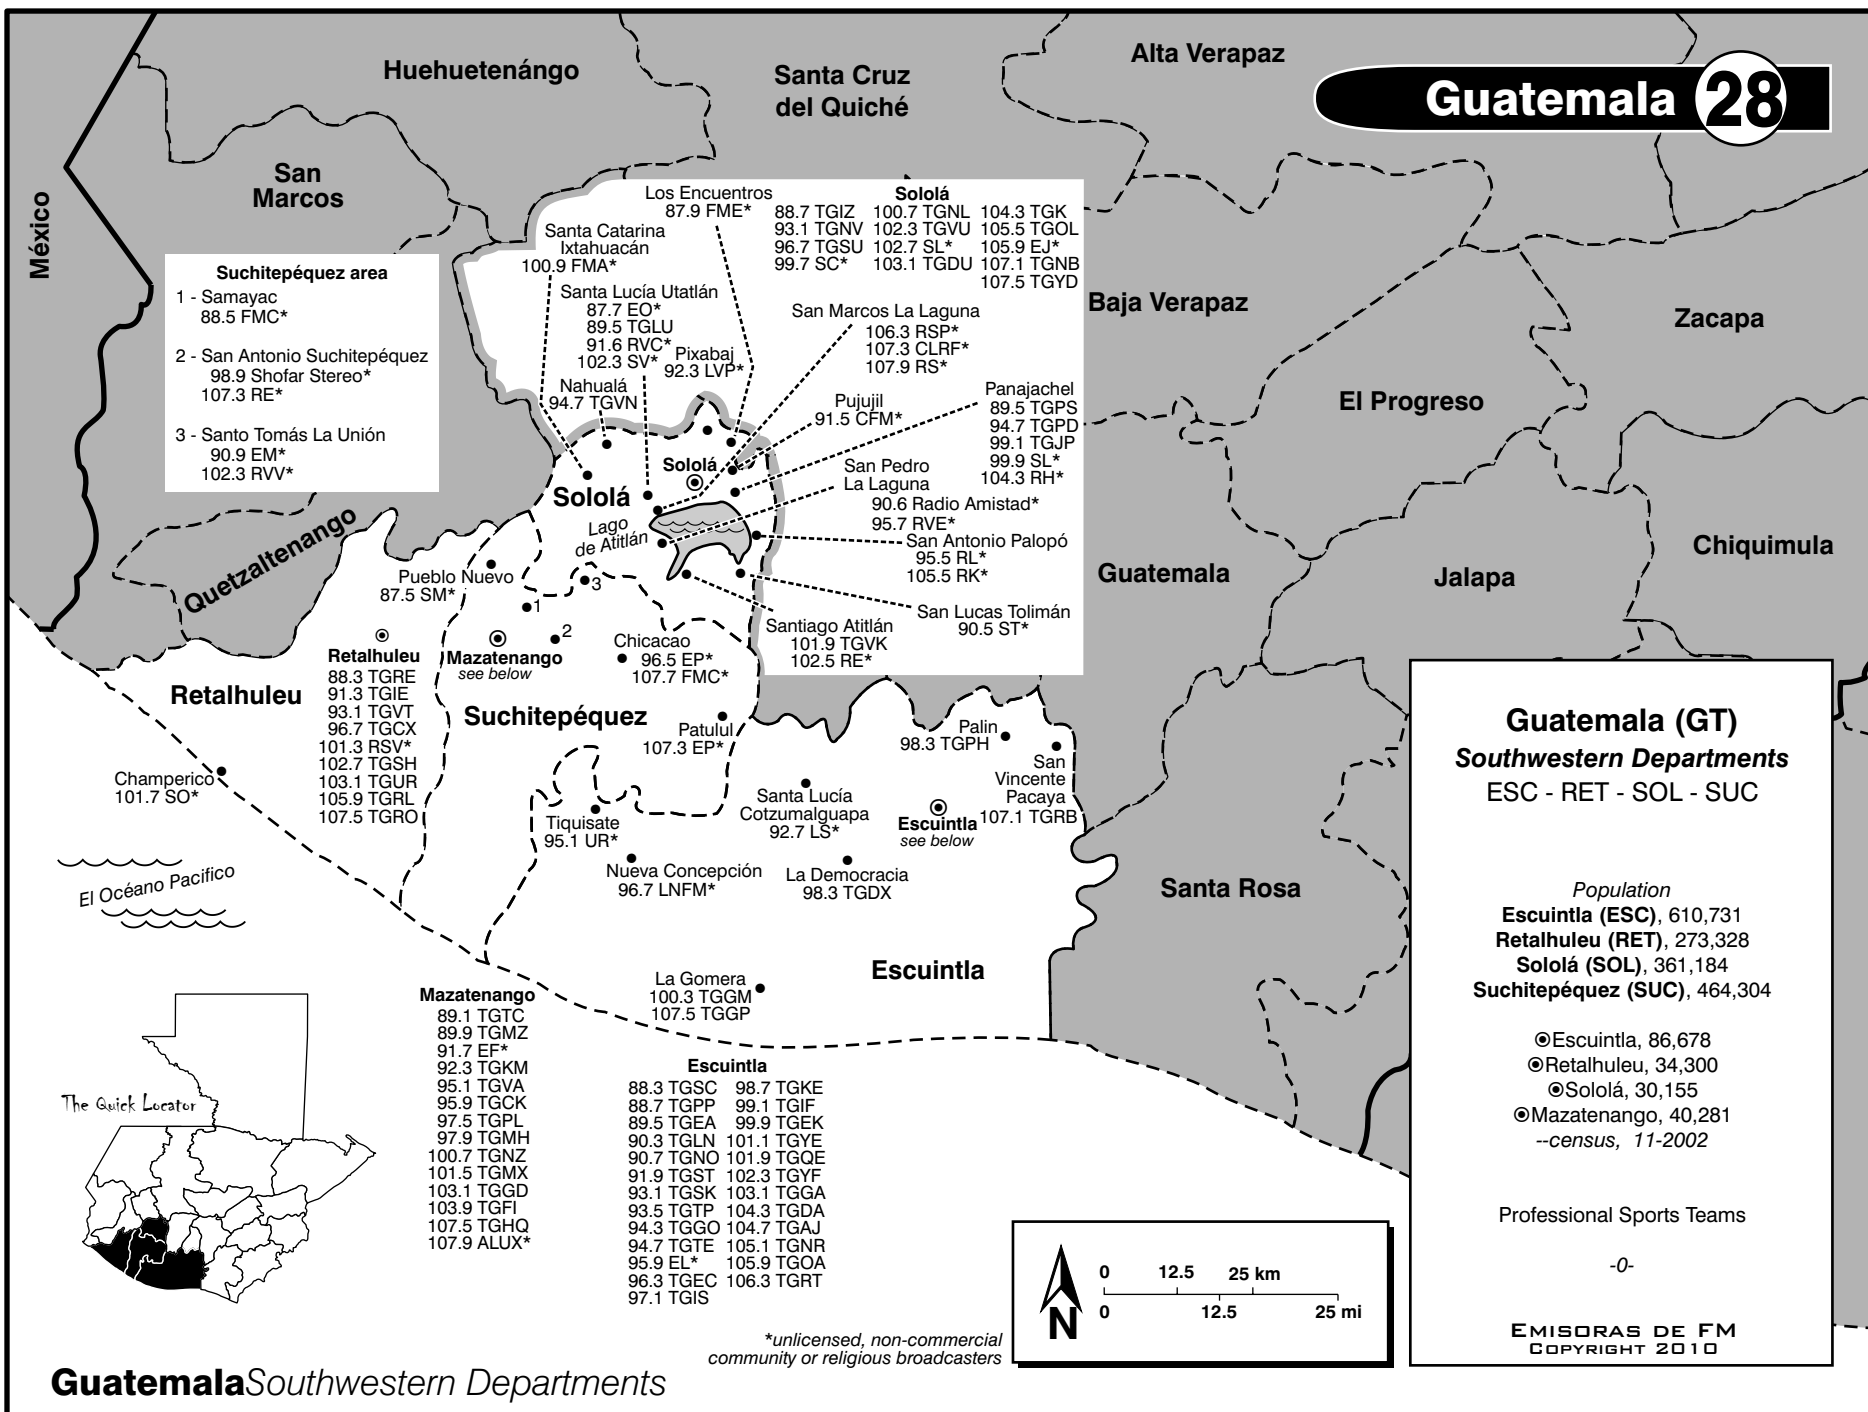 Guatemala 28
Huehuetenángo
Santa Cruz
del Quiché
Alta Verapaz
San
Marcos
México
Baja Verapaz
Zacapa
El Progreso
Chiquimula
Jalapa
Guatemala
Santa Rosa
Quetzaltenango
Suchitepéquez area
1 - Samayac
88.5 FMC*
2 - San Antonio Suchitepéquez
98.9 Shofar Stereo*
107.3 RE*
3 - Santo Tomás La Unión
90.9 EM*
102.3 RVV*
Los Encuentros
87.9 FME*
Sololá
88.7 TGIZ 100.7 TGNL 104.3 TGK
93.1 TGNV 102.3 TGVU 105.5 TGOL
96.7 TGSU 102.7 SL* 105.9 EJ*
99.7 SC* 103.1 TGDU 107.1 TGNB
107.5 TGYD
Santa Catarina
Ixtahuacán
100.9 FMA*
Santa Lucía Utatlán
87.7 EO*
89.5 TGLU
91.6 RVC*
102.3 SV*
Pixabaj
92.3 LVP*
Nahualá
94.7 TGVN
San Marcos La Laguna
106.3 RSP*
107.3 CLRF*
107.9 RS*
Pujujil
91.5 CFM*
Panajachel
89.5 TGPS
94.7 TGPD
99.1 TGJP
99.9 SL*
104.3 RH*
San Pedro
La Laguna
90.6 Radio Amistad*
95.7 RVE*
San Antonio Palopó
95.5 RL*
105.5 RK*
San Lucas Tolimán
90.5 ST*
Santiago Atitlán
101.9 TGVK
102.5 RE*
Sololá
Sololá
Lago
de Atitlán
Pueblo Nuevo
87.5 SM*
1
2
3
Mazatenango
see below
Chicacao
96.5 EP*
107.7 FMC*
Retalhuleu
88.3 TGRE
91.3 TGIE
93.1 TGVT
96.7 TGCX
101.3 RSV*
102.7 TGSH
103.1 TGUR
105.9 TGRL
107.5 TGRO
Retalhuleu
Suchitepéquez
Patulul
107.3 EP*
Champerico
101.7 SO*
Tiquisate
95.1 UR*
Nueva Concepción
96.7 LNFM*
Santa Lucía
Cotzumalguapa
92.7 LS*
La Democracia
98.3 TGDX
Palin
98.3 TGPH
San
Vincente
Pacaya
107.1 TGRB
Escuintla
see below
Escuintla
La Gomera
100.3 TGGM
107.5 TGGP
El Océano Pacifico
Mazatenango
89.1 TGTC
89.9 TGMZ
91.7 EF*
92.3 TGKM
95.1 TGVA
95.9 TGCK
97.5 TGPL
97.9 TGMH
100.7 TGNZ
101.5 TGMX
103.1 TGGD
103.9 TGFI
107.5 TGHQ
107.9 ALUX*
Escuintla
88.3 TGSC 98.7 TGKE
88.7 TGPP 99.1 TGIF
89.5 TGEA 99.9 TGEK
90.3 TGLN 101.1 TGYE
90.7 TGNO 101.9 TGQE
91.9 TGST 102.3 TGYF
93.1 TGSK 103.1 TGGA
93.5 TGTP 104.3 TGDA
94.3 TGGO 104.7 TGAJ
94.7 TGTE 105.1 TGNR
95.9 EL* 105.9 TGOA
96.3 TGEC 106.3 TGRT
97.1 TGIS
The Quick Locator
*unlicensed, non-commercial
community or religious broadcasters
0 12.5 25 km
0 12.5 25 mi
N
Guatemala (GT)
Southwestern Departments
ESC - RET - SOL - SUC
Population
Escuintla (ESC), 610,731
Retalhuleu (RET), 273,328
Sololá (SOL), 361,184
Suchitepéquez (SUC), 464,304
Escuintla, 86,678
Retalhuleu, 34,300
Sololá, 30,155
Mazatenango, 40,281
--census, 11-2002
Professional Sports Teams
-0-
EMISORAS DE FM
COPYRIGHT 2010
GuatemalaSouthwestern Departments